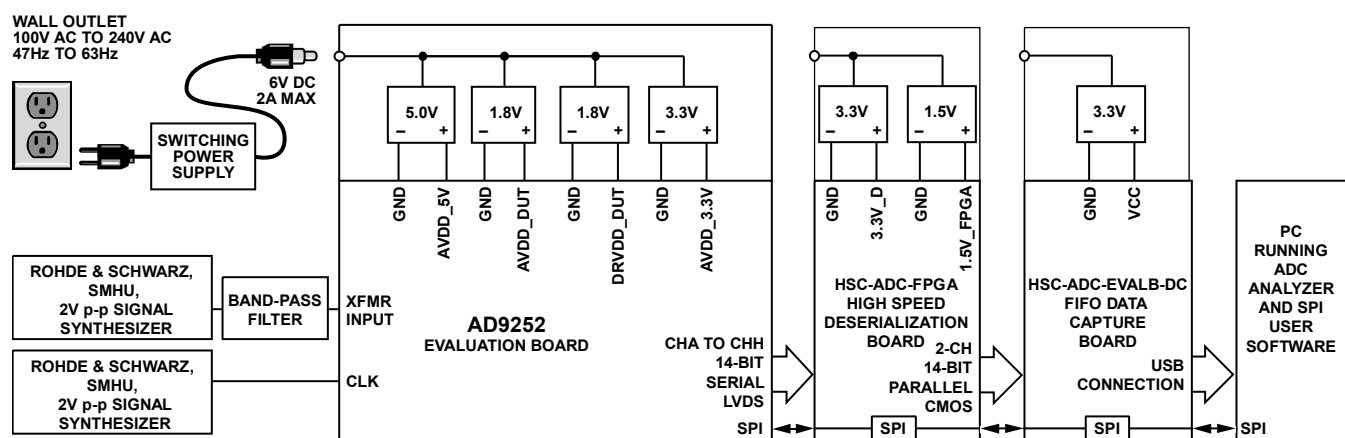 WALL OUTLET
100V AC TO 240V AC
47Hz TO 63Hz
6V DC
2A MAX
SWITCHING
POWER
SUPPLY
5.0V
– +
1.8V
– +
1.8V
– +
3.3V
– +
GND
AVDD_5V
GND
AVDD_DUT
GND
DRVDD_DUT
GND
AVDD_3.3V
3.3V
– +
1.5V
– +
GND
3.3V_D
GND
1.5V_FPGA
3.3V
– +
GND
VCC
ROHDE & SCHWARZ,
SMHU,
2V p-p SIGNAL
SYNTHESIZER
BAND-PASS
FILTER
XFMR
INPUT
ROHDE & SCHWARZ,
SMHU,
2V p-p SIGNAL
SYNTHESIZER
CLK
AD9252
EVALUATION BOARD
CHA TO CHH
14-BIT
SERIAL
LVDS
SPI
HSC-ADC-FPGA
HIGH SPEED
DESERIALIZATION
BOARD
2-CH
14-BIT
PARALLEL
CMOS
SPI
HSC-ADC-EVALB-DC
FIFO DATA
CAPTURE
BOARD
USB
CONNECTION
SPI
PC
RUNNING
ADC
ANALYZER
AND SPI
USER
SOFTWARE
SPI